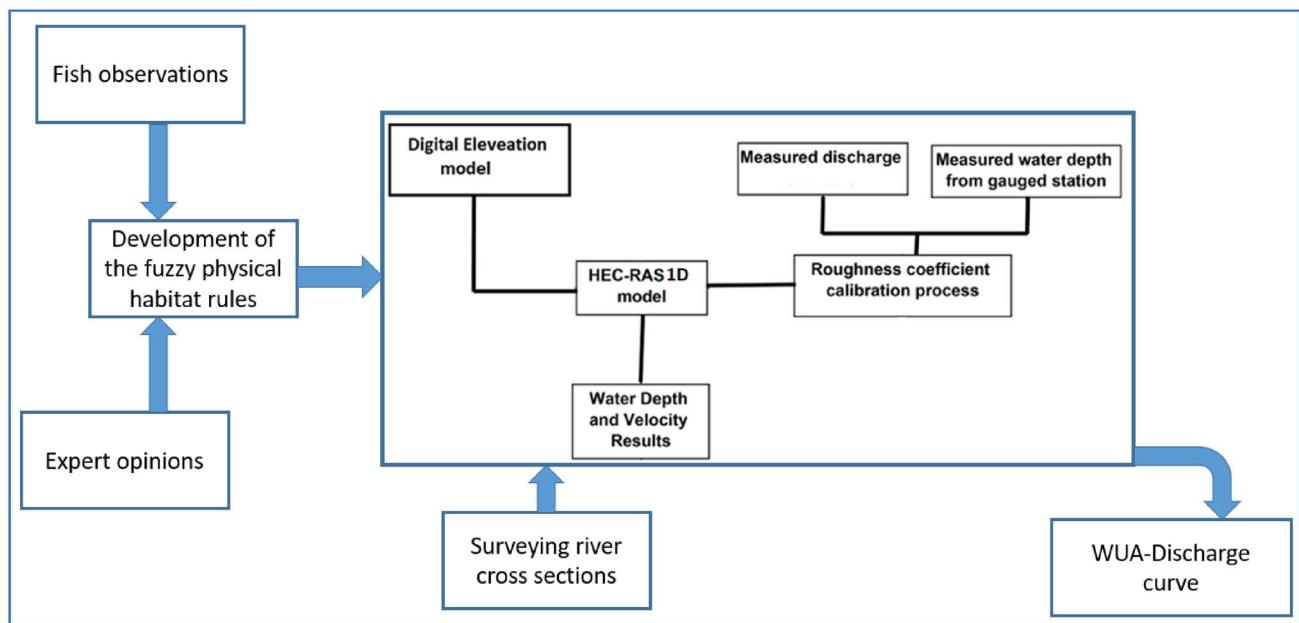 Fish observations
Development of
the fuzzy physical
habitat rules
Expert opinions
Digital Eleveation
model
Measured discharge
Measured water depth
from gauged station
HEC-RAS1D
model
Roughness coefficient
calibration process
Water Depth
and Velocity
Results
Surveying river
cross sections
WUA-Discharge
curve